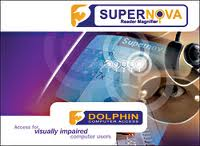 SUPERNOVA
Reader Magnifier
DOLPHIN
COMPUTER ACCESS
Access for
visually impaired
computer users